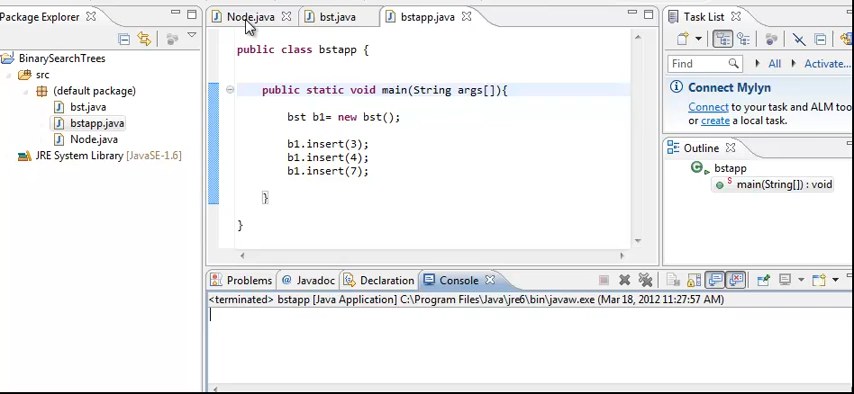 Package Explorer
BinarySearchTrees
src
(default package)
bst.java
bstapp.java
Node.java
JRE System Library [JavaSE-1.6]
Node.java bst.java bstapp.java
public class bstapp {
public static void main(String args[]){
bst b1= new bst();
b1.insert(3);
b1.insert(4);
b1.insert(7);
}
}
Task List
Find All Activate...
Connect Mylyn
Connect to your task and ALM too
or create a local task.
Outline
bstapp
main(String[]) : void
Problems @ Javadoc Declaration Console
<terminated> bstapp [Java Application] C:\Program Files\Java\jre6\bin\javaw.exe (Mar 18, 2012 11:27:57 AM)